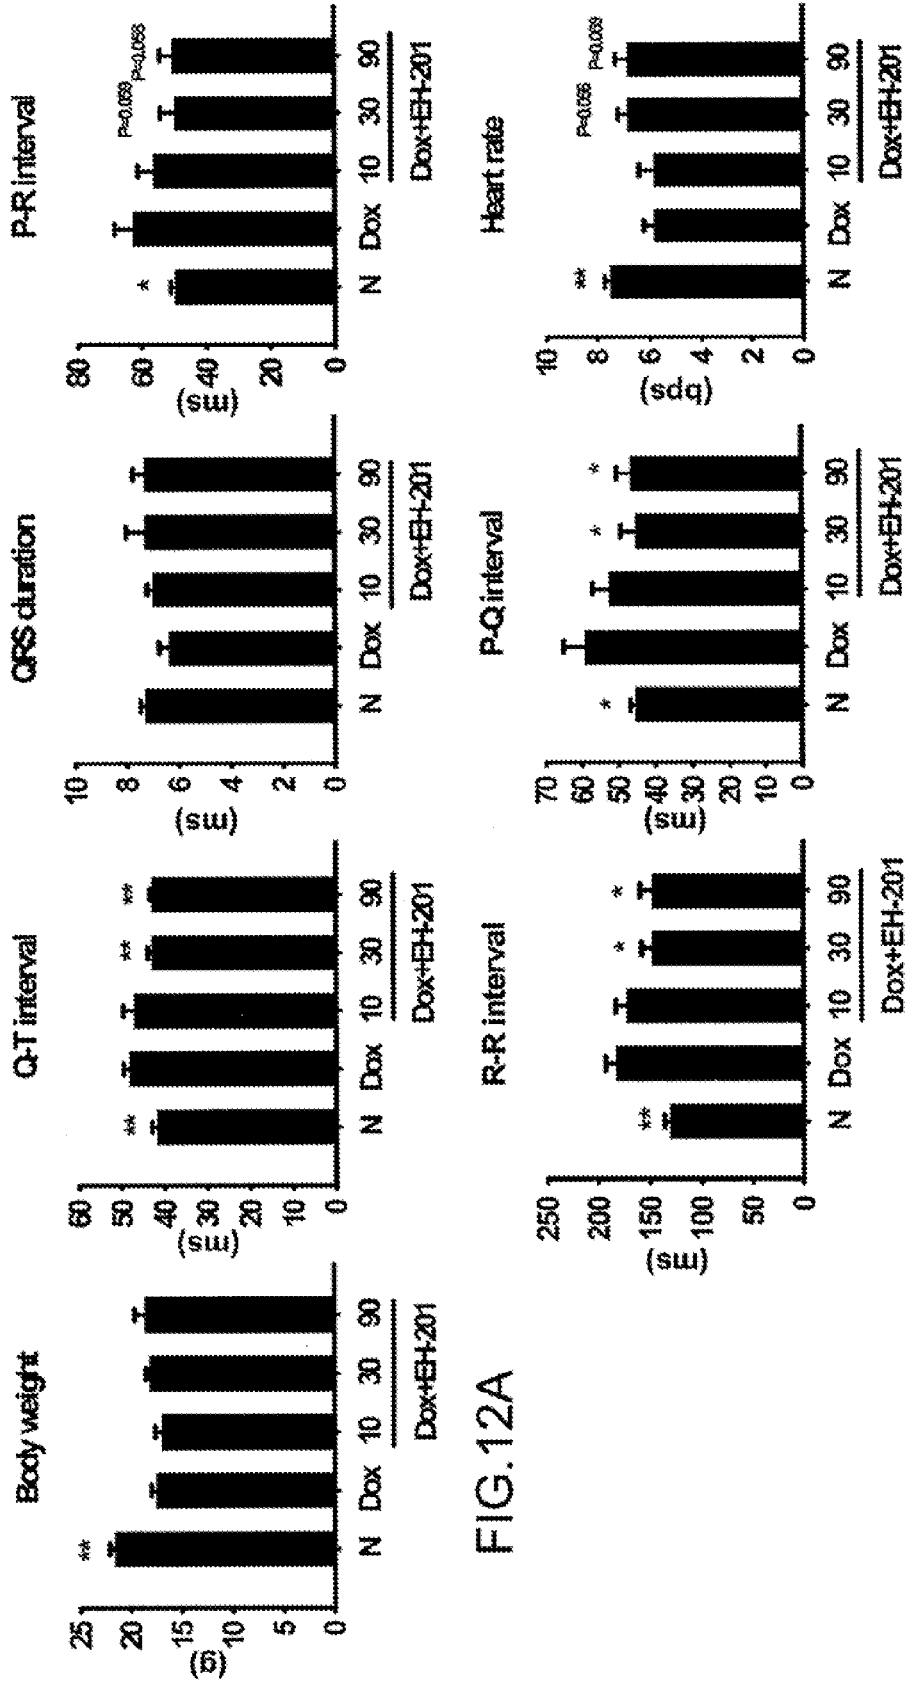 Body weight
(g)
25
20
15
10
5
0
**
N Dox 10 30 90
Dox+EH-201
Q-T interval
(ms)
60
50
40
30
20
10
0
** ** **
N Dox 10 30 90
Dox+EH-201
QRS duration
(ms)
10
8
6
4
2
0
N Dox 10 30 90
Dox+EH-201
P-R interval
(ms)
80
60
40
20
0
* P=0.059 P=0.056
N Dox 10 30 90
Dox+EH-201
FIG.12A
R-R interval
(ms)
250
200
150
100
50
0
** * *
N Dox 10 30 90
Dox+EH-201
P-Q interval
(ms)
70
60
50
40
30
20
10
0
* * *
N Dox 10 30 90
Dox+EH-201
Heart rate
(bps)
10
8
6
4
2
0
** P=0.056 P=0.069
N Dox 10 30 90
Dox+EH-201